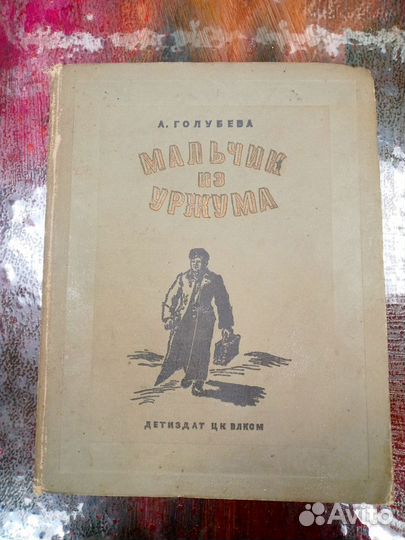 А. ГОЛУБЕВА
МАЛЬЧИК
ИЗ
УРЖУМА
ДЕТИЗДАТ ЦК ВЛКСМ
Avito